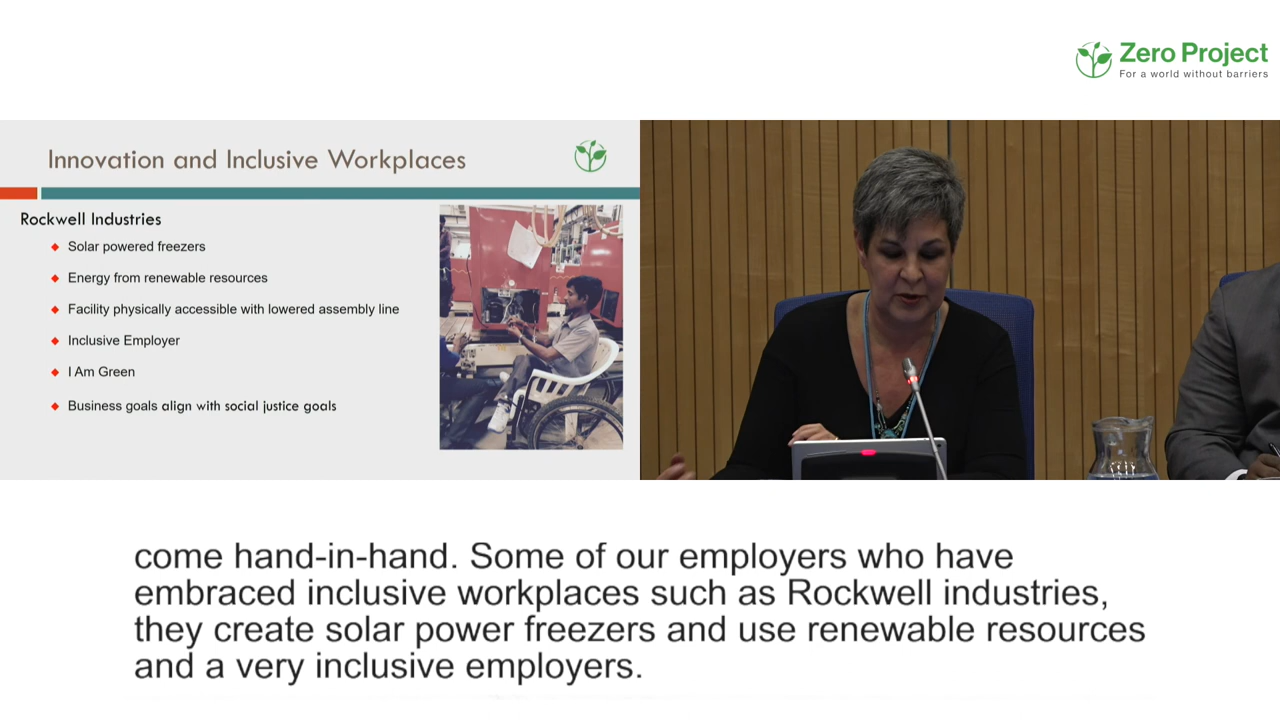 Zero Project
For a world without barriers
Innovation and Inclusive Workplaces
Rockwell Industries
Solar powered freezers
Energy from renewable resources
Facility physically accessible with lowered assembly line
Inclusive Employer
I Am Green
Business goals align with social justice goals
come hand-in-hand. Some of our employers who have
embraced inclusive workplaces such as Rockwell industries,
they create solar power freezers and use renewable resources
and a very inclusive employers.